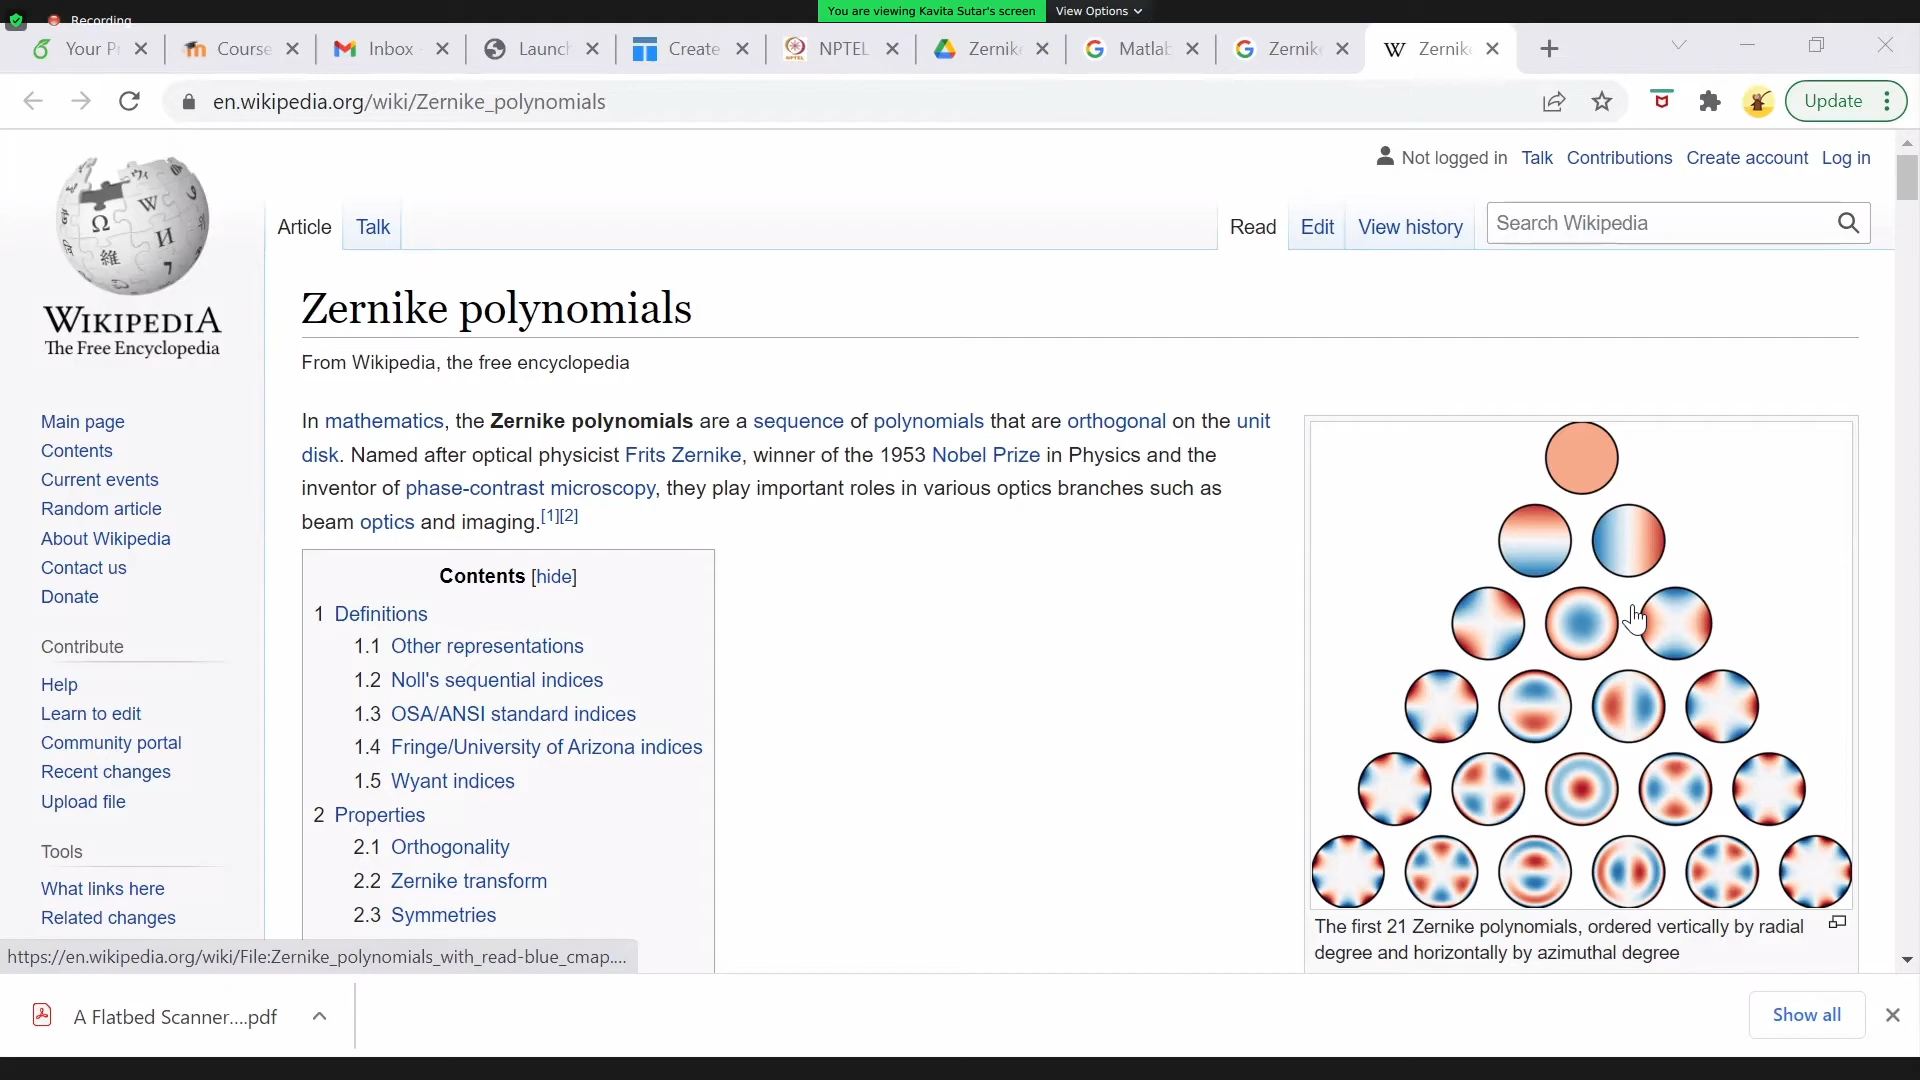 Recording
You are viewing Kavita Sutar's screen View Options
Your P Course Inbox Launch Create NPTEL Zernike Matlab Zernike Zernike
en.wikipedia.org/wiki/Zernike_polynomials Update
Not logged in Talk Contributions Create account Log in
Article Talk Read Edit View history Search Wikipedia
WIKIPEDIA
The Free Encyclopedia
Zernike polynomials
From Wikipedia, the free encyclopedia
In mathematics, the Zernike polynomials are a sequence of polynomials that are orthogonal on the unit
disk. Named after optical physicist Frits Zernike, winner of the 1953 Nobel Prize in Physics and the
inventor of phase-contrast microscopy, they play important roles in various optics branches such as
beam optics and imaging.[1][2]
Main page
Contents
Current events
Random article
About Wikipedia
Contact us
Donate
Contribute
Help
Learn to edit
Community portal
Recent changes
Upload file
Tools
What links here
Related changes
Contents [hide]
1 Definitions
1.1 Other representations
1.2 Noll's sequential indices
1.3 OSA/ANSI standard indices
1.4 Fringe/University of Arizona indices
1.5 Wyant indices
2 Properties
2.1 Orthogonality
2.2 Zernike transform
2.3 Symmetries
The first 21 Zernike polynomials, ordered vertically by radial
degree and horizontally by azimuthal degree
https://en.wikipedia.org/wiki/File:Zernike_polynomials_with_read-blue_cmap....
A Flatbed Scanner....pdf Show all